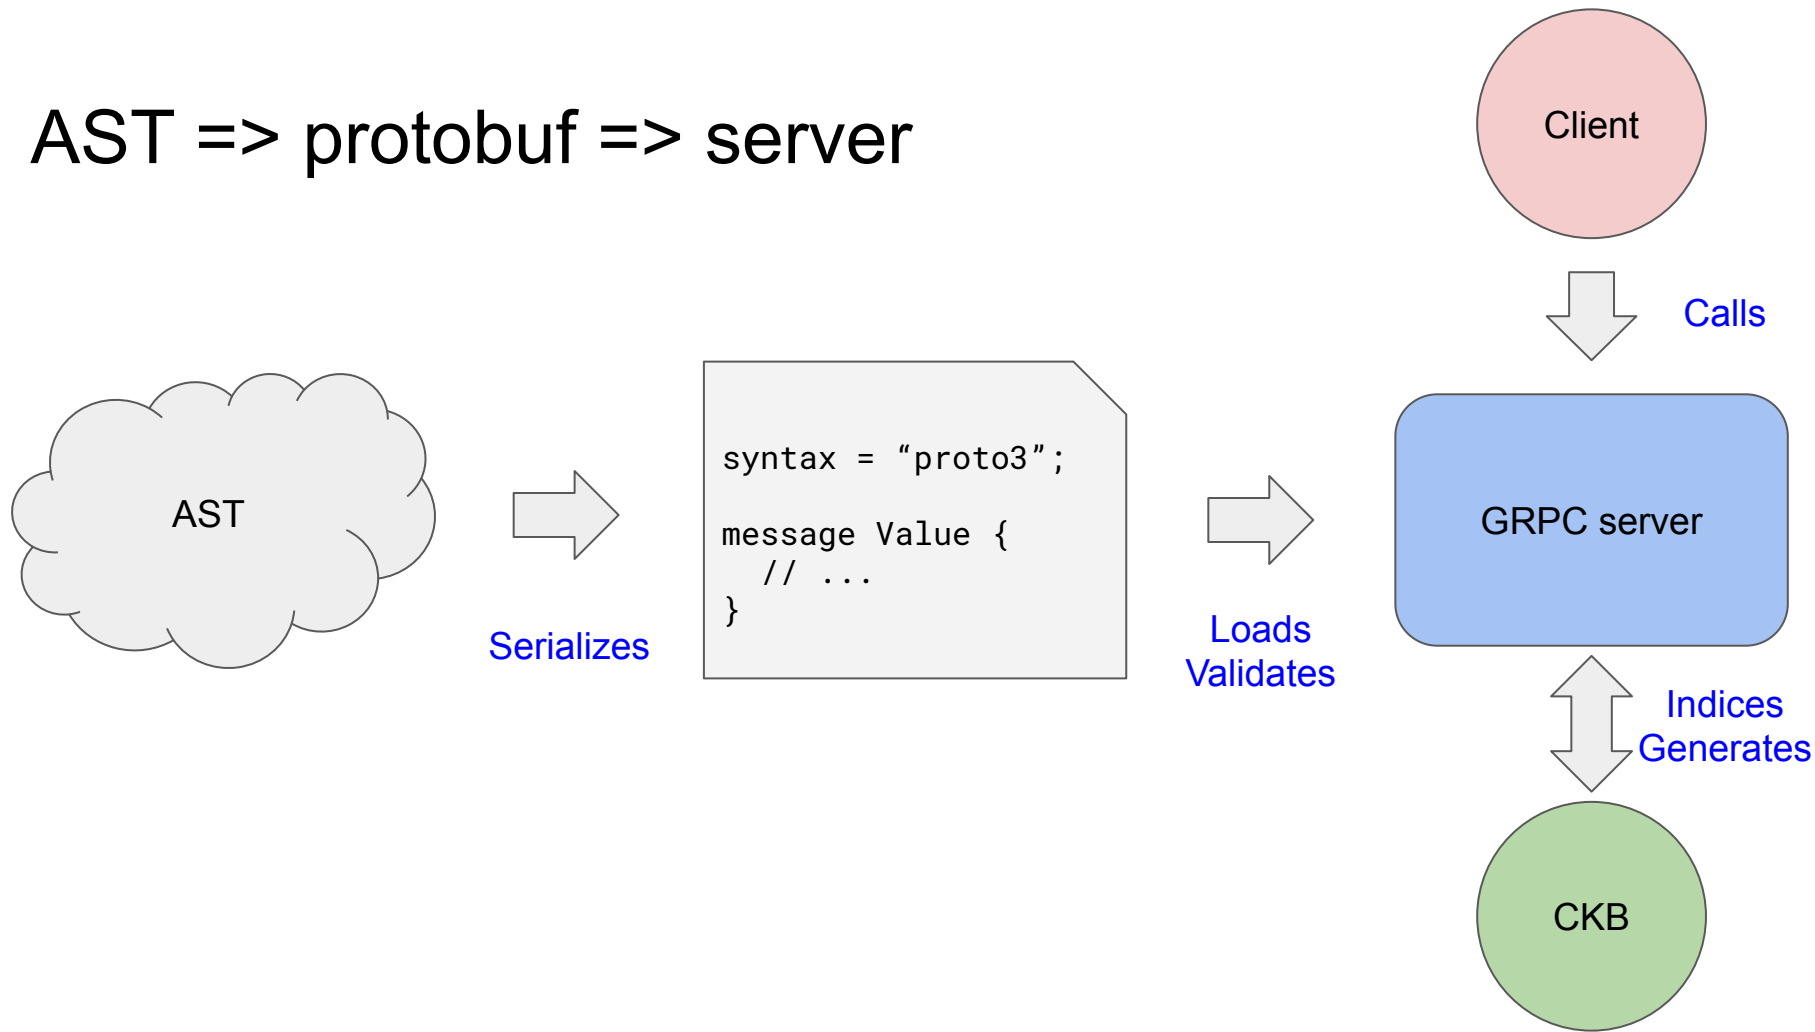 AST => protobuf => server
Client
Calls
AST
Serializes
syntax = “proto3”;
message Value {
  // ...
}
Loads
Validates
GRPC server
Indices
Generates
CKB